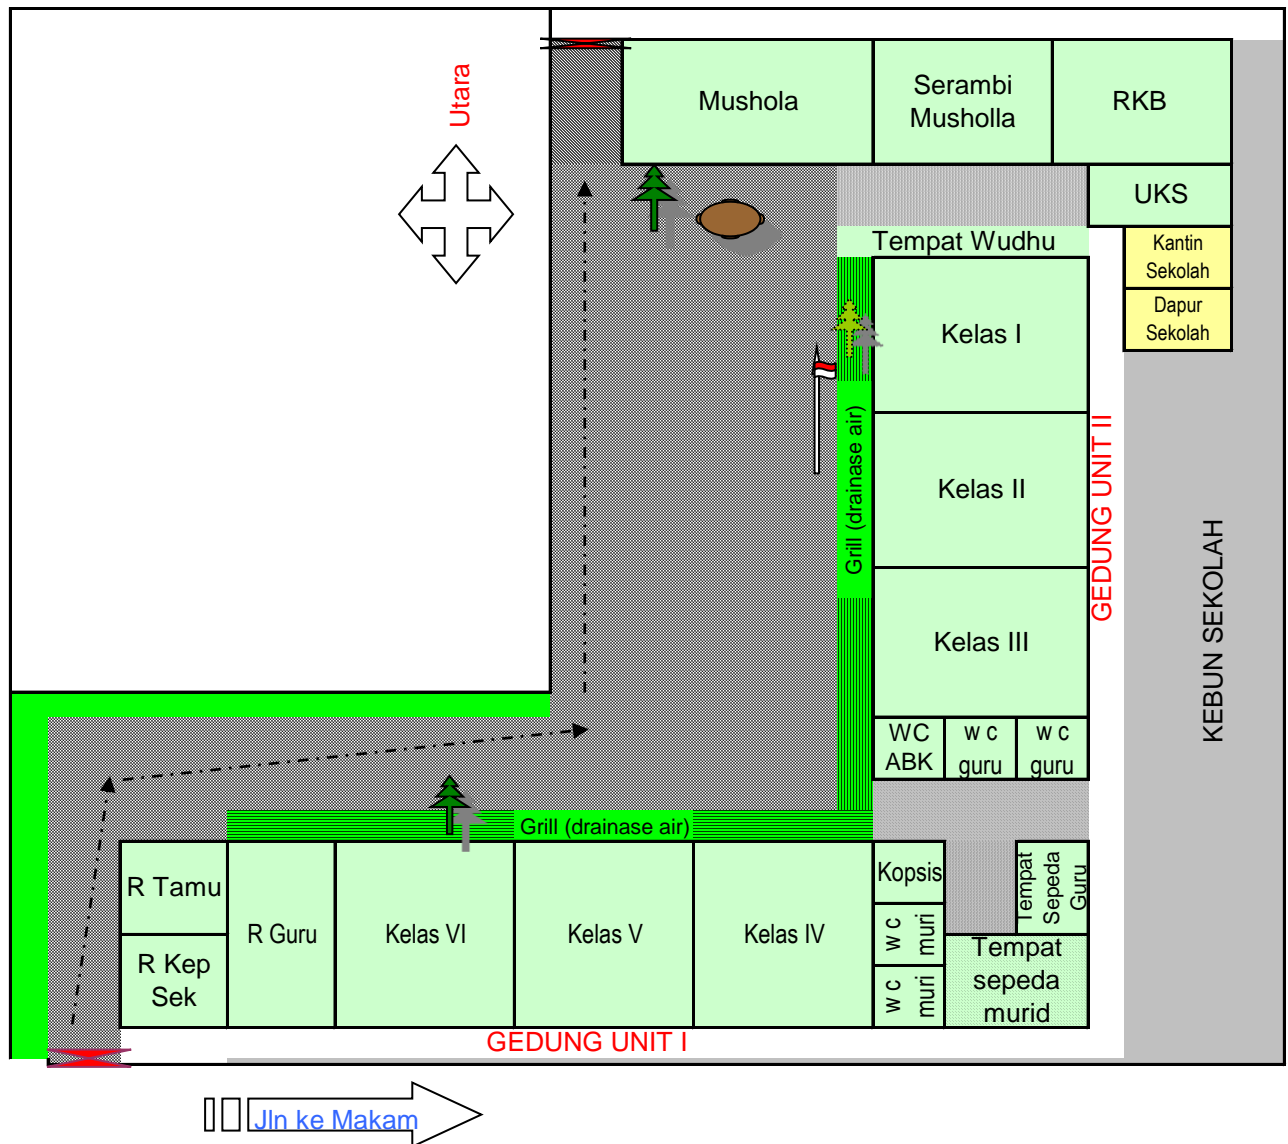 Utara
Mushola
Serambi
Musholla
RKB
UKS
Tempat Wudhu
Kantin
Sekolah
Dapur
Sekolah
Kelas I
Grill (drainase air)
Kelas II
GEDUNG UNIT II
KEBUN SEKOLAH
Kelas III
WC
ABK
w c
guru
w c
guru
Grill (drainase air)
R Tamu
R Kep
Sek
R Guru
Kelas VI
Kelas V
Kelas IV
Kopsis
w c
muri
w c
muri
Tempat
Sepeda
Guru
Tempat
sepeda
murid
GEDUNG UNIT I
Jln ke Makam